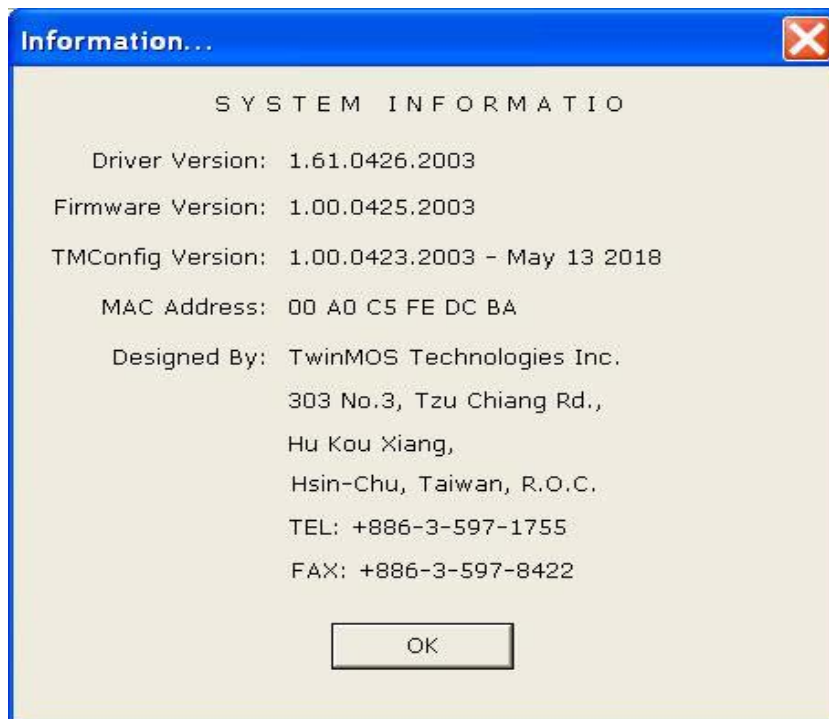 Information...
S Y S T E M I N F O R M A T I O
Driver Version: 1.61.0426.2003
Firmware Version: 1.00.0425.2003
TMConfig Version: 1.00.0423.2003 - May 13 2018
MAC Address: 00 A0 C5 FE DC BA
Designed By: TwinMOS Technologies Inc.
303 No.3, Tzu Chiang Rd.,
Hu Kou Xiang,
Hsin-Chu, Taiwan, R.O.C.
TEL: +886-3-597-1755
FAX: +886-3-597-8422
OK